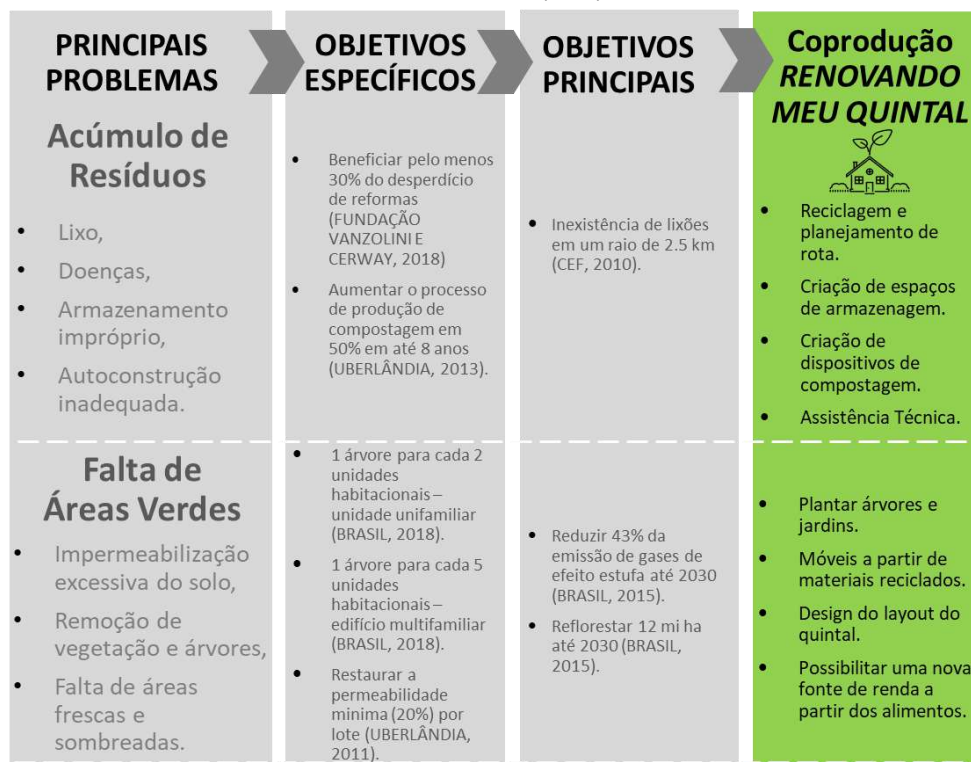 PRINCIPAIS
PROBLEMAS
OBJETIVOS
ESPECÍFICOS
OBJETIVOS
PRINCIPAIS
Coprodução
RENOVANDO
MEU QUINTAL
Acúmulo de
Resíduos
• Lixo,
• Doenças,
• Armazenamento
impróprio,
• Autoconstrução
inadequada.
• Beneficiar pelo menos
30% do desperdício
de reformas
(FUNDAÇÃO
VANZOLINI E
CERWAY, 2018)
• Aumentar o processo
de produção de
compostagem em
50% em até 8 anos
(UBERLÂNDIA, 2013).
• Inexistência de lixões
em um raio de 2.5 km
(CEF, 2010).
• Reciclagem e
planejamento de
rota.
• Criação de espaços
de armazenagem.
• Criação de
dispositivos de
compostagem.
• Assistência Técnica.
Falta de
Áreas Verdes
• Impermeabilização
excessiva do solo,
• Remoção de
vegetação e árvores,
• Falta de áreas
frescas e
sombreadas.
• 1 árvore para cada 2
unidades
habitacionais –
unidade unifamiliar
(BRASIL, 2018).
• 1 árvore para cada 5
unidades
habitacionais –
edifício multifamiliar
(BRASIL, 2018).
• Restaurar a
permeabilidade
minima (20%) por
lote (UBERLÂNDIA,
2011).
• Reduzir 43% da
emissão de gases de
efeito estufa até 2030
(BRASIL, 2015).
• Reflorestar 12 mi ha
até 2030 (BRASIL,
2015).
• Plantar árvores e
jardins.
• Móveis a partir de
materiais reciclados.
• Design do layout do
quintal.
• Possibilitar uma nova
fonte de renda a
partir dos alimentos.